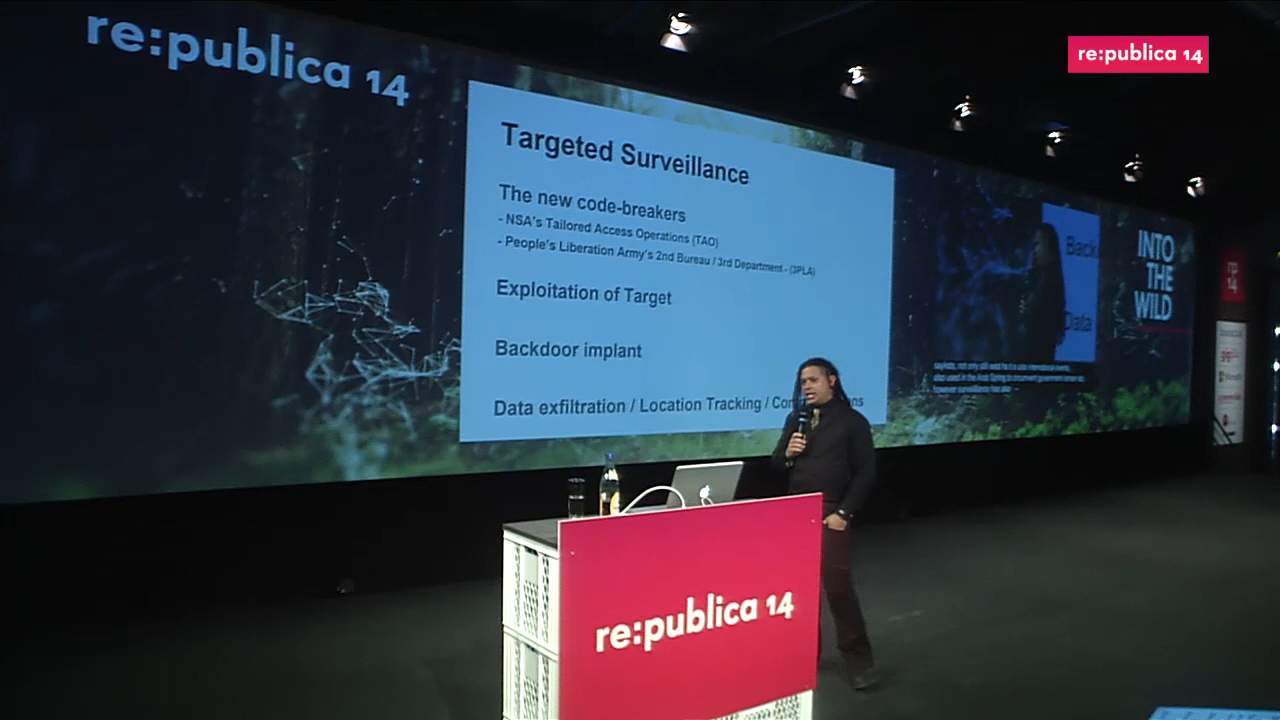 re:publica 14
re:publica 14
Targeted Surveillance
The new code-breakers
- NSA's Tailored Access Operations (TAO)
- People's Liberation Army's 2nd Bureau / 3rd Department - (3PLA)
Exploitation of Target
Backdoor implant
Data exfiltration / Location Tracking /
Back
Data
INTO
THE
WILD
re:publica 14